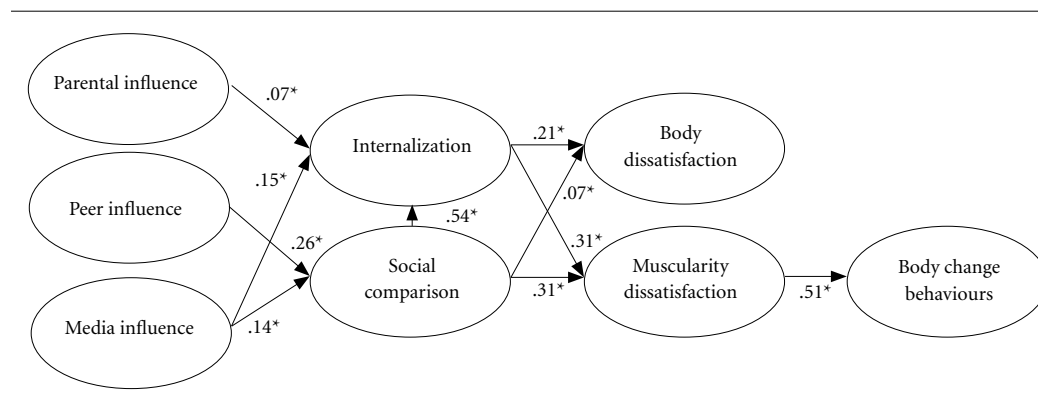 Parental influence
.07*
Internalization
.21*
Body
dissatisfaction
.15*
.07*
Peer influence
.54*
.26*
.31*
Social
comparison
Muscularity
dissatisfaction
Body change
behaviours
.31*
.51*
Media influence
.14*